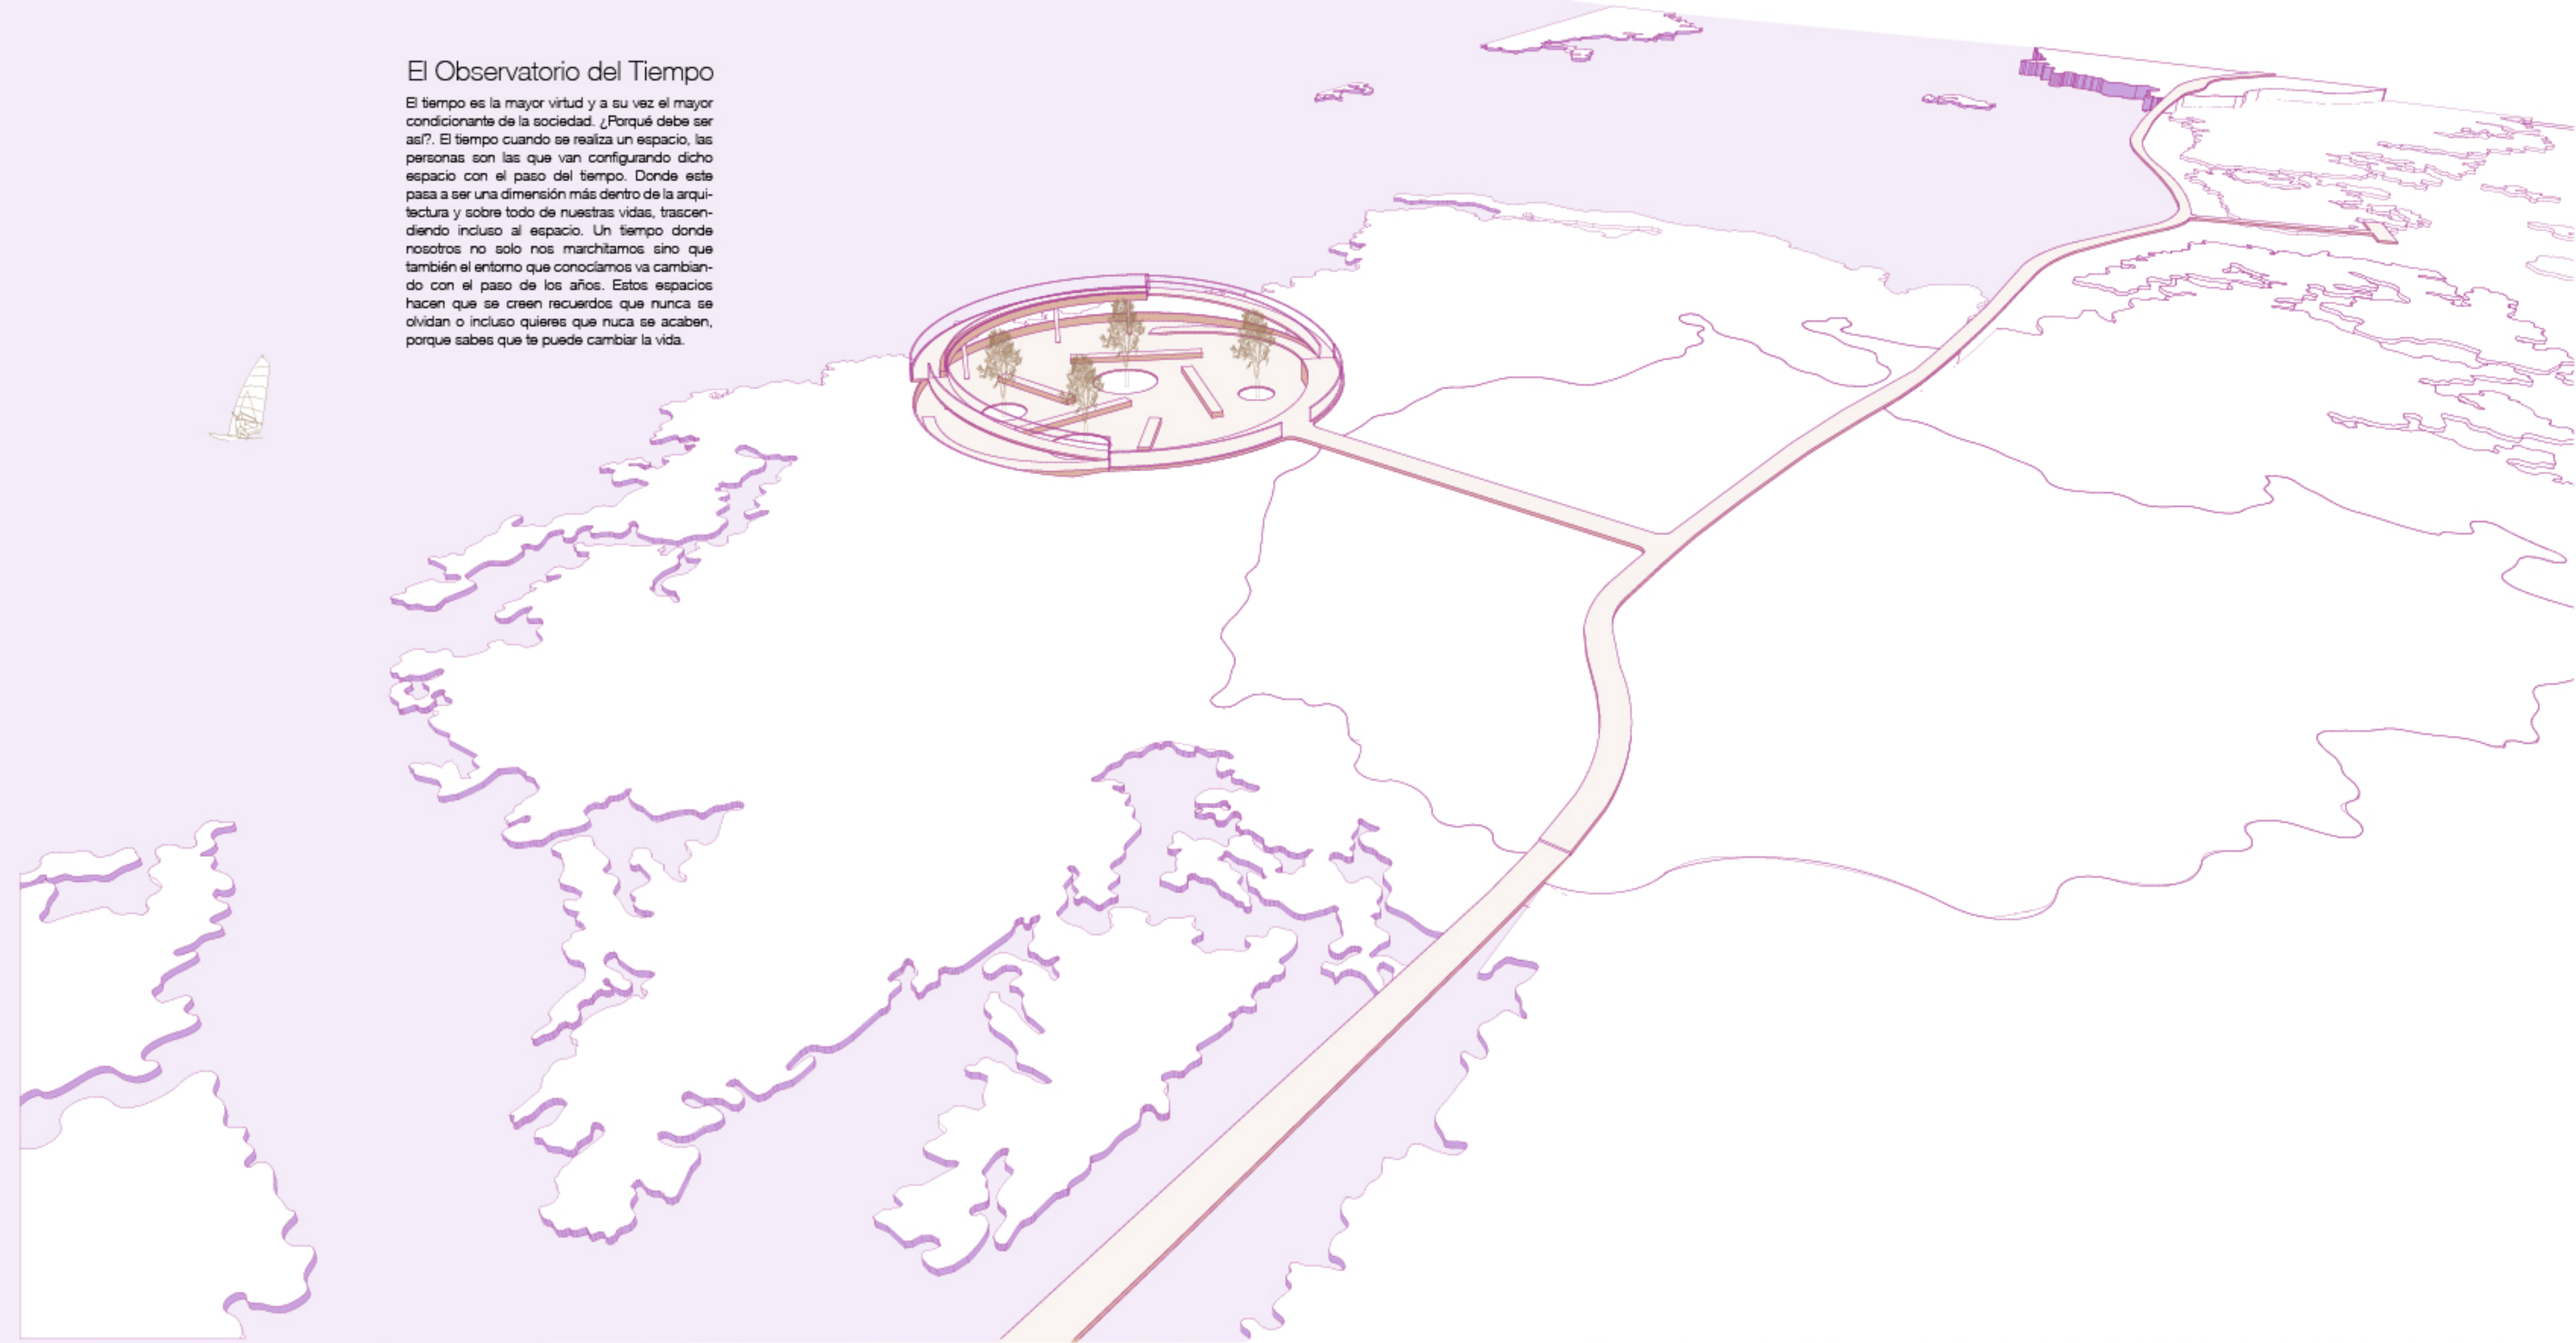 El Observatorio del Tiempo
El tiempo es la mayor virtud y a su vez el mayor
condicionante de la sociedad. ¿Porqué debe ser
así?. El tiempo cuando se realiza un espacio, las
personas son las que van configurando dicho
espacio con el paso del tiempo. Donde este
pasa a ser una dimensión más dentro de la arqui-
tectura y sobre todo de nuestras vidas, trascen-
diendo incluso al espacio. Un tiempo donde
nosotros no solo nos marchitamos sino que
también el entorno que conocíamos va cambian-
do con el paso de los años. Estos espacios
hacen que se creen recuerdos que nunca se
olvidan o incluso quieres que nuca se acaben,
porque sabes que te puede cambiar la vida.